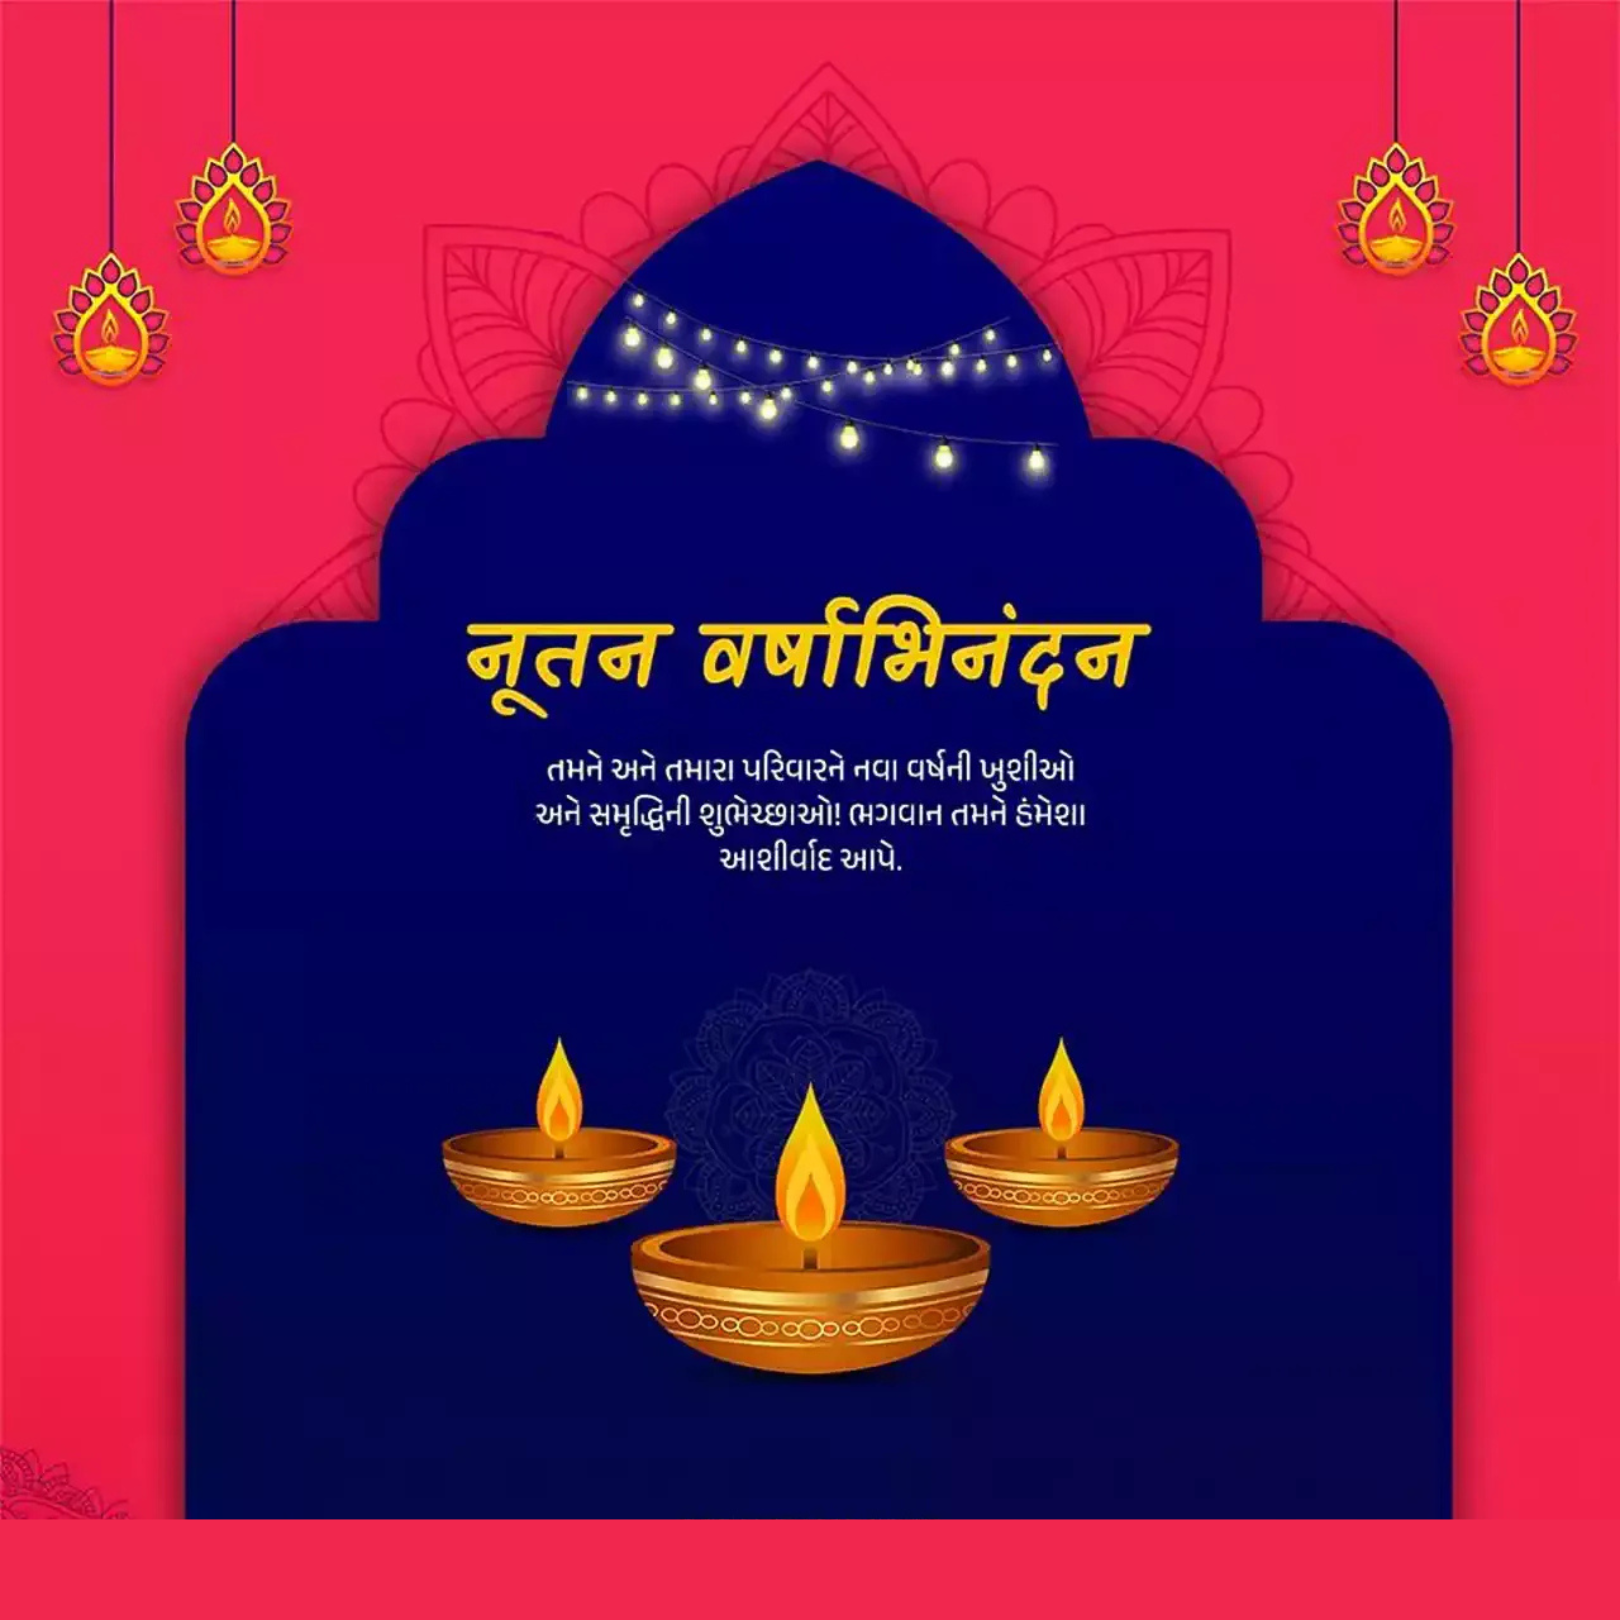 नूतन वर्षाभिनंदन
તમને અને તમારા પરિવારને નવા વર્ષની ખુશીઓ
અને સમૃદ્ધિની શુભેચ્છાઓ! ભગવાન તમને હંમેશા
આશીર્વાદ આપે.